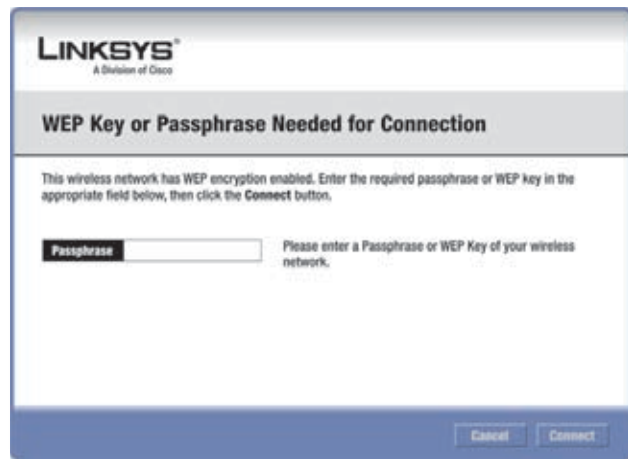 LINKSYS®
A Division of Cisco
WEP Key or Passphrase Needed for Connection
This wireless network has WEP encryption enabled. Enter the required passphrase or WEP key in the
appropriate field below, then click the Connect button.
Passphrase
Please enter a Passphrase or WEP Key of your wireless
network.
Cancel
Connect